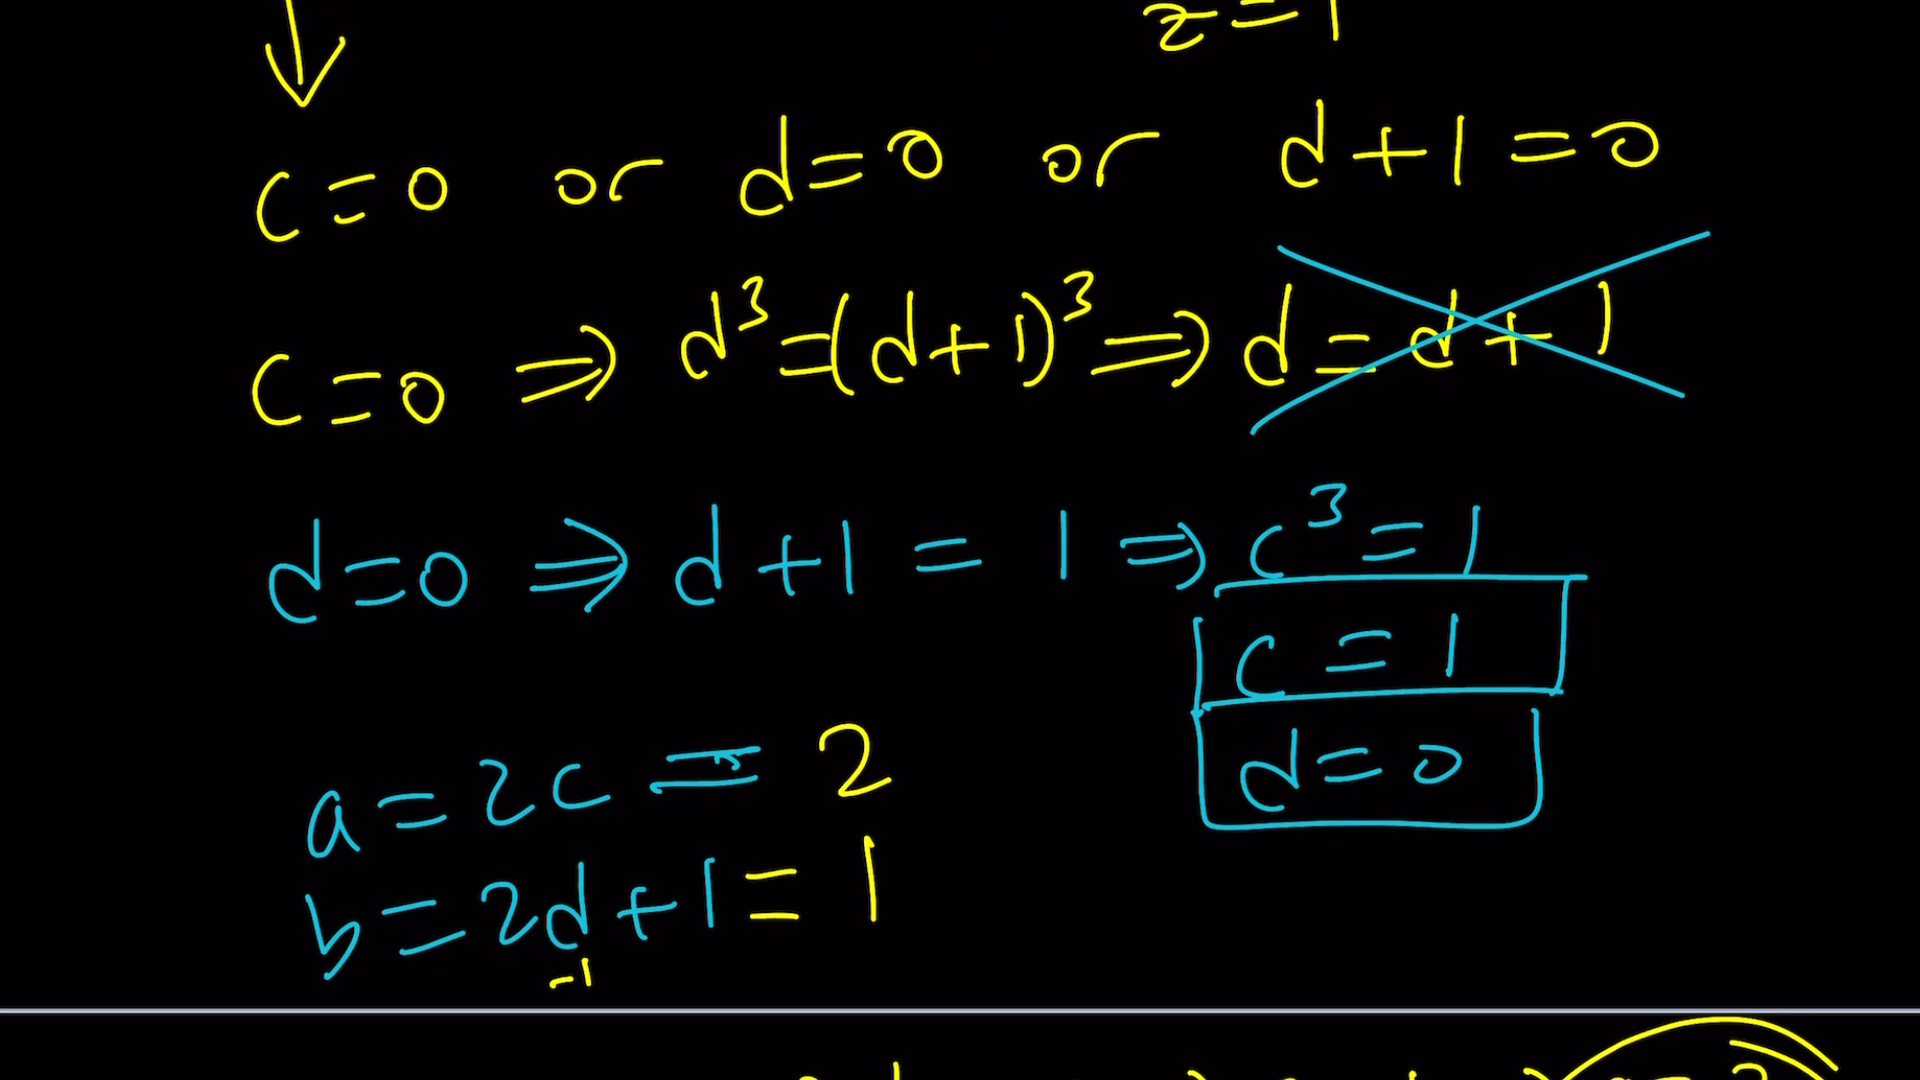 z=1
c=0 or d=0 or d+1=0
c=0 ⇒ d³=(d+1)³ ⇒ d=d+1
d=0 ⇒ d+1=1 ⇒ c³=1
c=1
d=0
a=2c=2
b=2d+1=1
-1